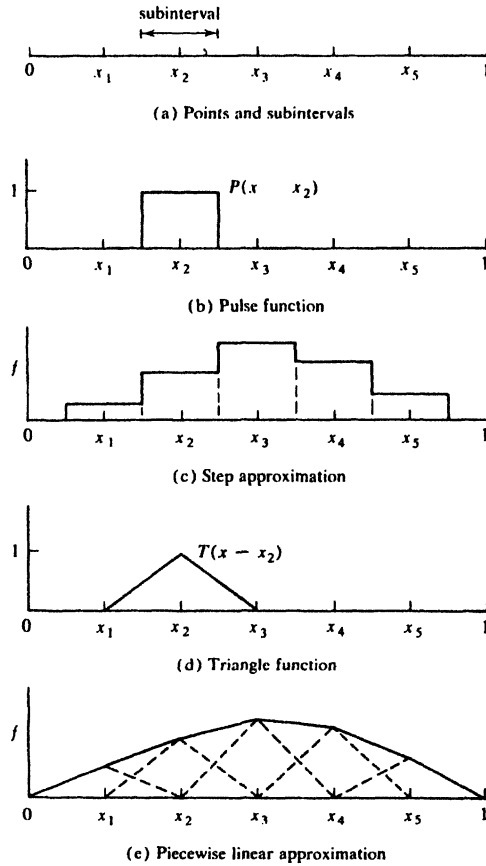 subinterval
0 x1 x2 x3 x4 x5 1
(a) Points and subintervals
1
P(x x2)
0 x1 x2 x3 x4 x5 1
(b) Pulse function
f
0 x1 x2 x3 x4 x5 1
(c) Step approximation
1
T(x − x2)
0 x1 x2 x3 x4 x5 1
(d) Triangle function
f
0 x1 x2 x3 x4 x5 1
(e) Piecewise linear approximation